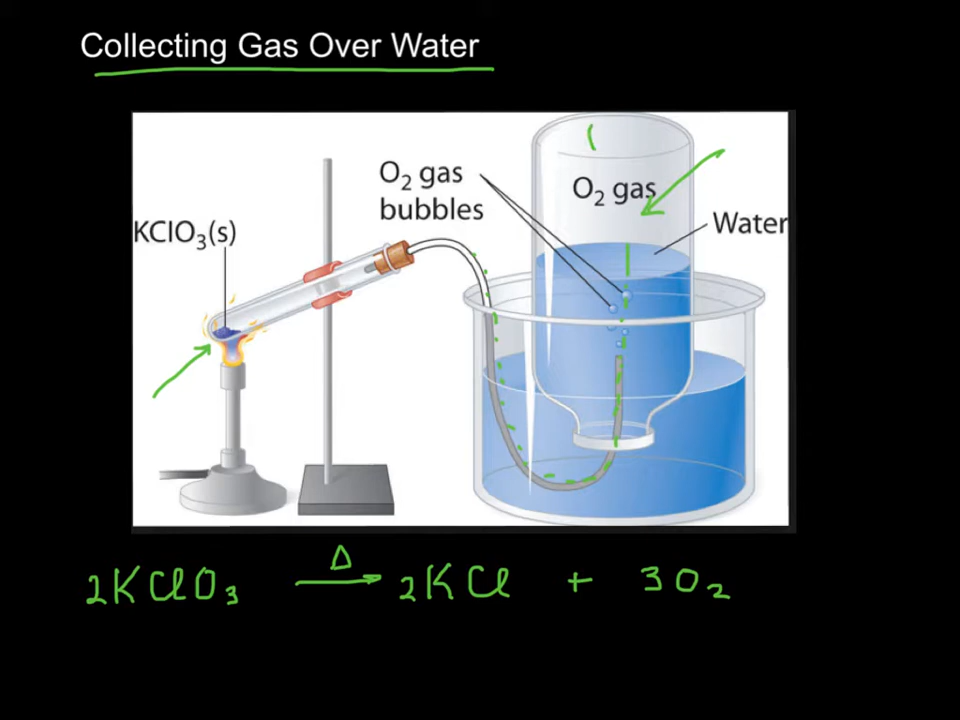 Collecting Gas Over Water
O₂ gas
bubbles
O₂ gas
Water
KClO₃(s)
2KClO₃ Δ→ 2KCl + 3O₂